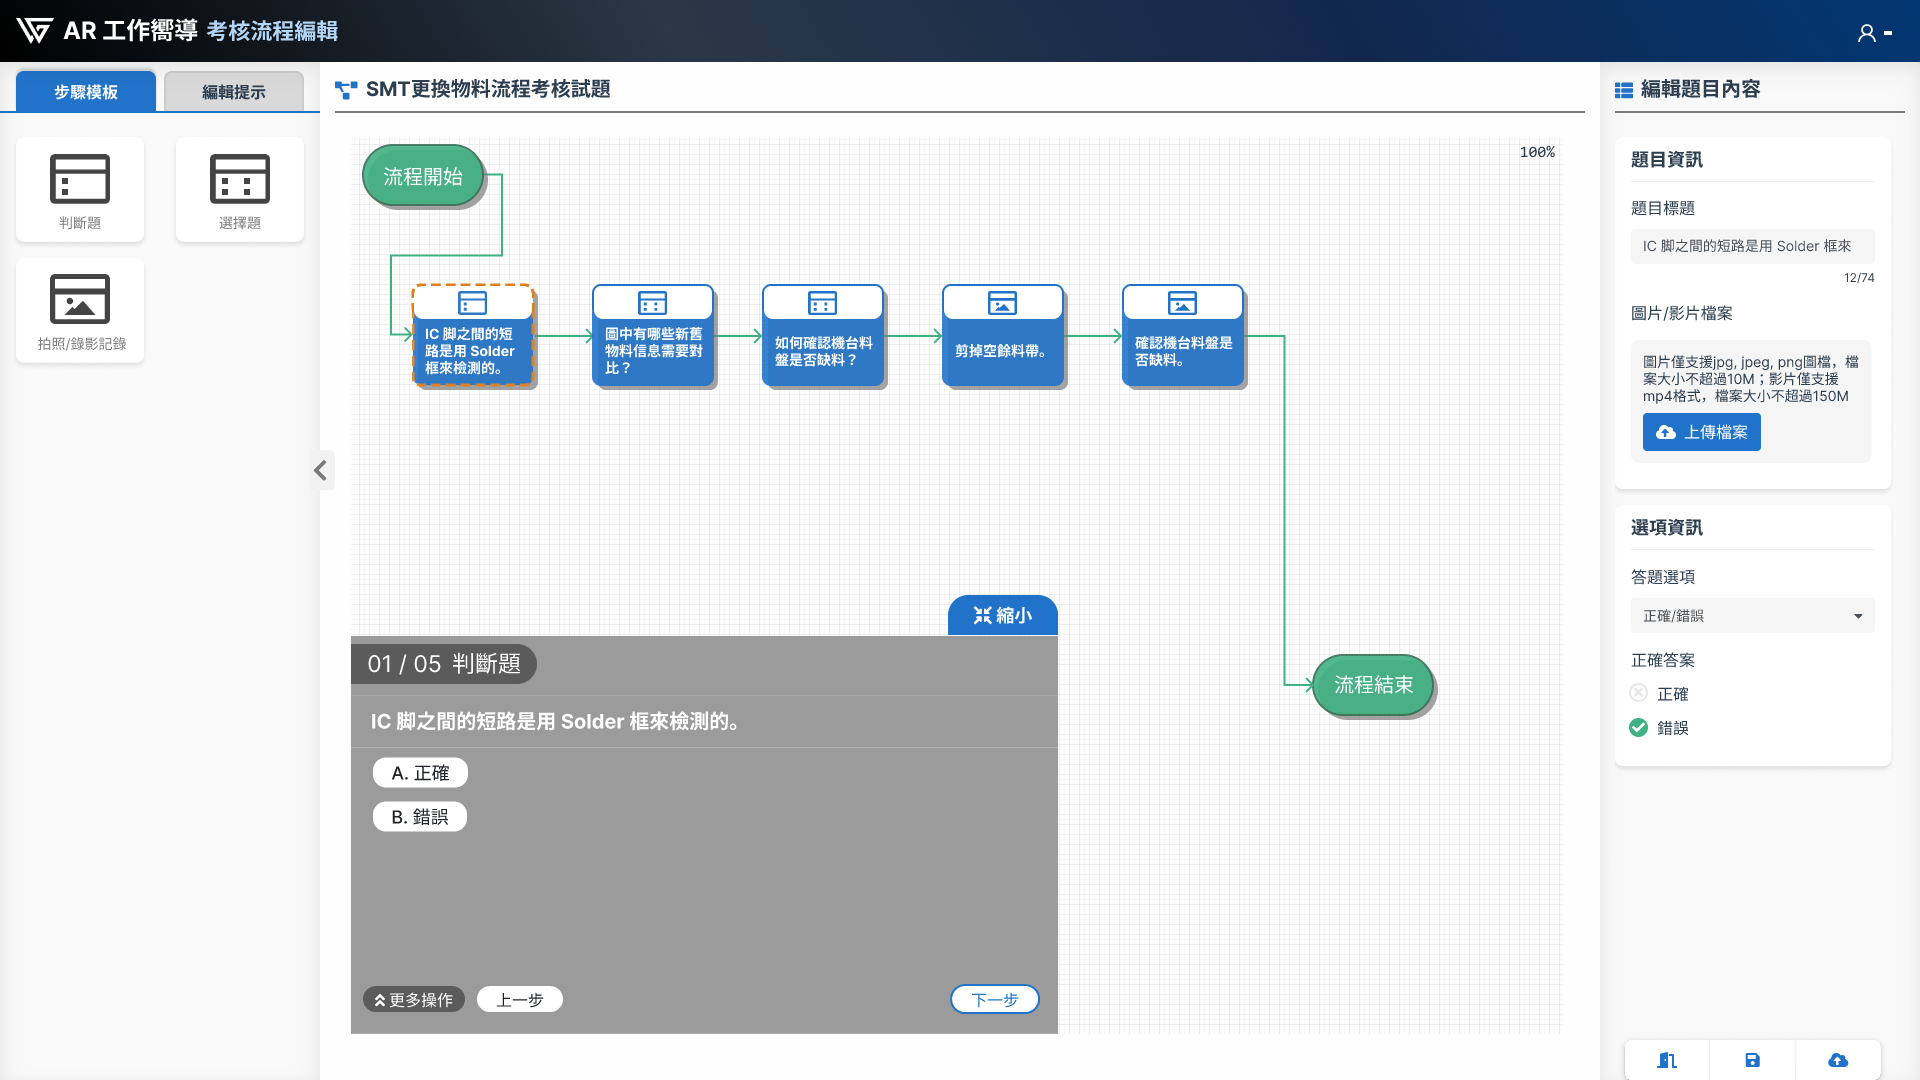 AR 工作嚮導 考核流程編輯
步驟模板
編輯提示
判斷題
選擇題
拍照/錄影記錄
SMT更換物料流程考核試題
100%
流程開始
IC 脚之間的短
路是用 Solder
框來檢測的。
圖中有哪些新舊
物料信息需要對
比？
如何確認機台料
盤是否缺料？
剪掉空餘料帶。
確認機台料盤是
否缺料。
流程結束
縮小
01 / 05 判斷題
IC 脚之間的短路是用 Solder 框來檢測的。
A. 正確
B. 錯誤
更多操作
上一步
下一步
編輯題目內容
題目資訊
題目標題
IC 脚之間的短路是用 Solder 框來
12/74
圖片/影片檔案
圖片僅支援jpg, jpeg, png圖檔，檔
案大小不超過10M；影片僅支援
mp4格式，檔案大小不超過150M
上傳檔案
選項資訊
答題選項
正確/錯誤
正確答案
正確
錯誤